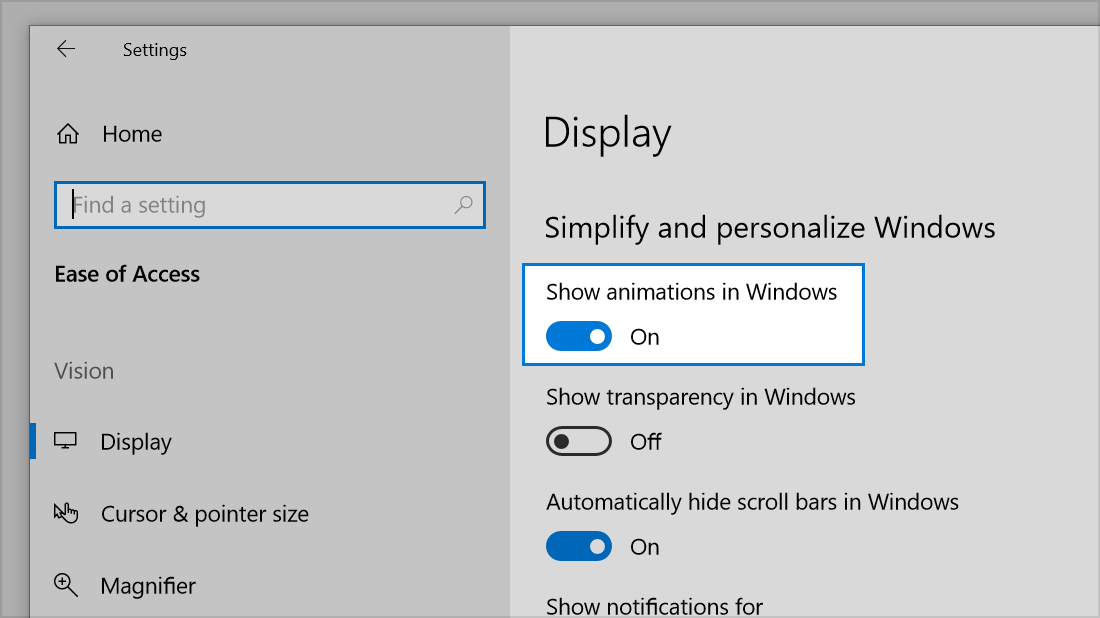 Settings
Home
Find a setting
Ease of Access
Vision
Display
Cursor & pointer size
Magnifier
Display
Simplify and personalize Windows
Show animations in Windows
On
Show transparency in Windows
Off
Automatically hide scroll bars in Windows
On
Show notifications for